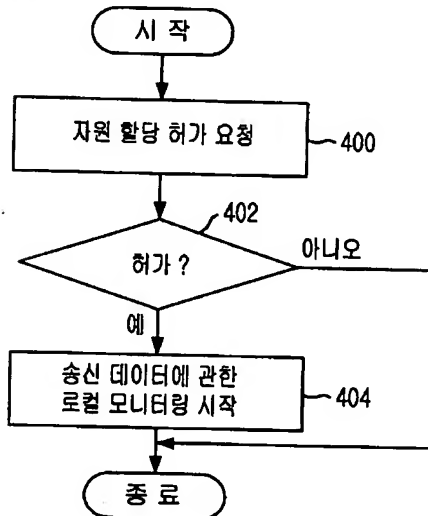 시 작
자원 할당 허가 요청
400
402
허가 ?
아니오
예
송신 데이터에 관한
로컬 모니터링 시작
404
종 료